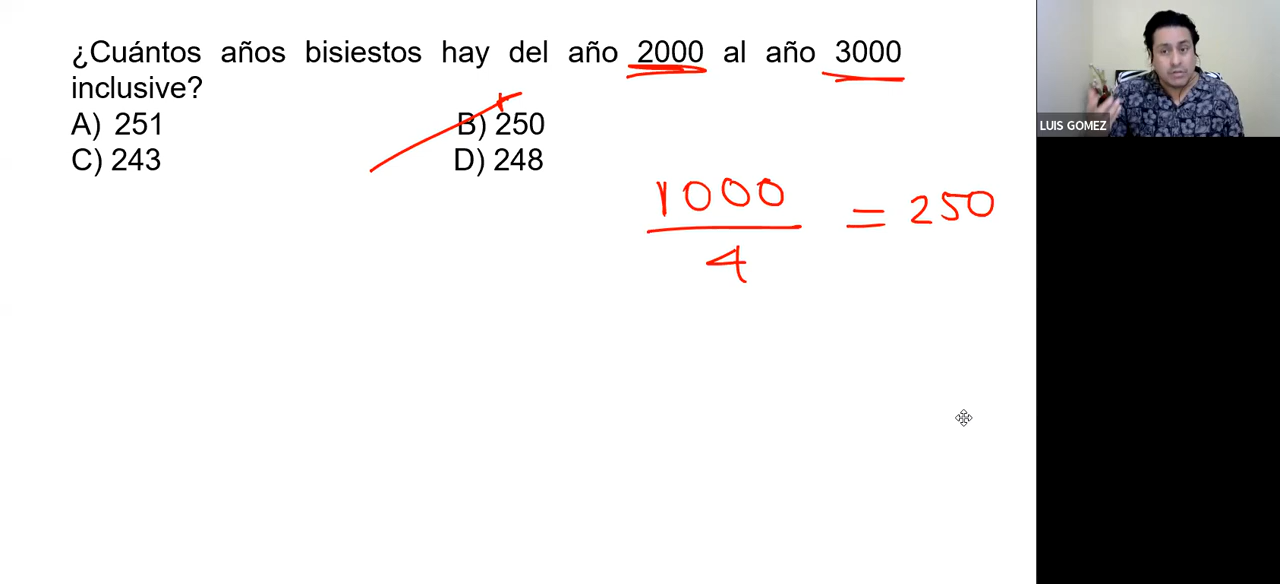 ¿Cuántos años bisiestos hay del año 2000 al año 3000
inclusive?
A) 251 B) 250
C) 243 D) 248
1000
4
= 250
LUIS GOMEZ